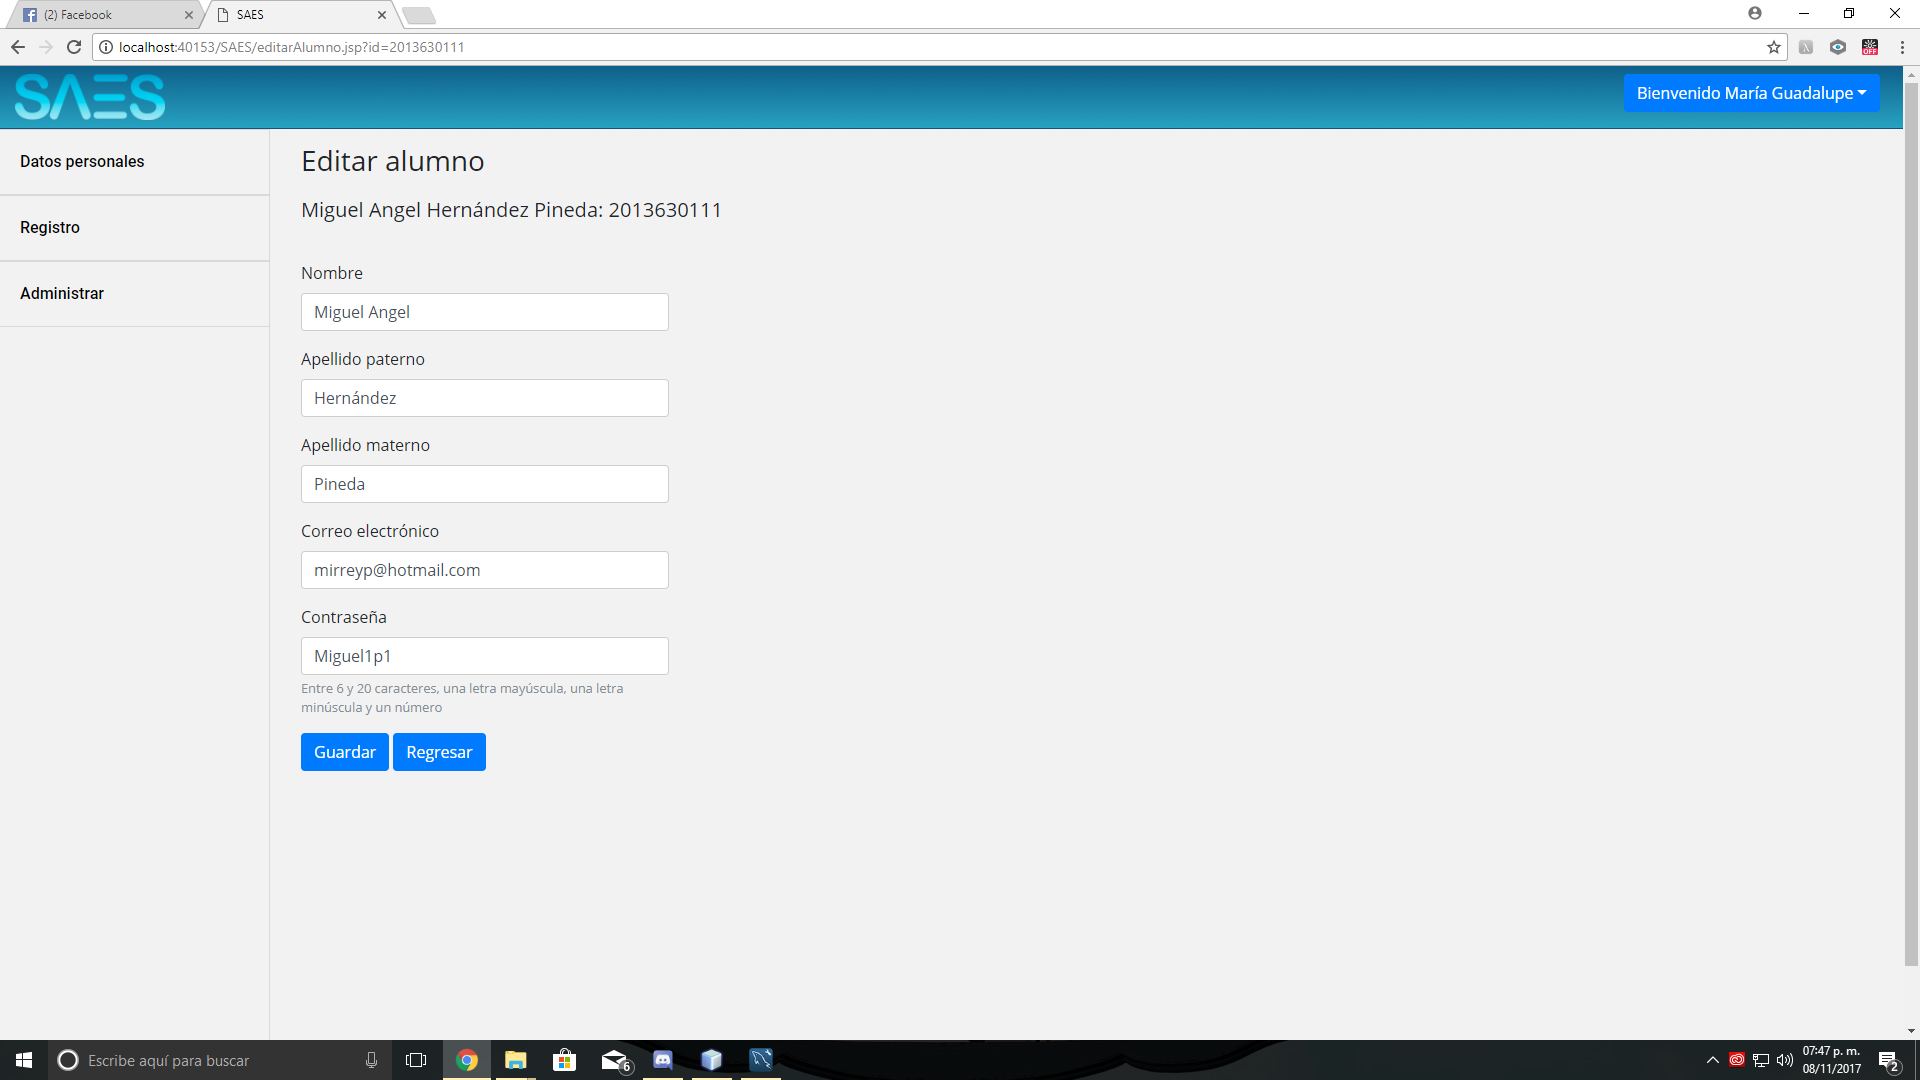 (2) Facebook
SAES
localhost:40153/SAES/editarAlumno.jsp?id=2013630111
OFF
SAES
Bienvenido María Guadalupe
Datos personales
Registro
Administrar
Editar alumno
Miguel Angel Hernández Pineda: 2013630111
Nombre
Miguel Angel
Apellido paterno
Hernández
Apellido materno
Pineda
Correo electrónico
mirreyp@hotmail.com
Contraseña
Miguel1p1
Entre 6 y 20 caracteres, una letra mayúscula, una letra
minúscula y un número
Guardar
Regresar
Escribe aquí para buscar
6
07:47 p. m.
08/11/2017
2